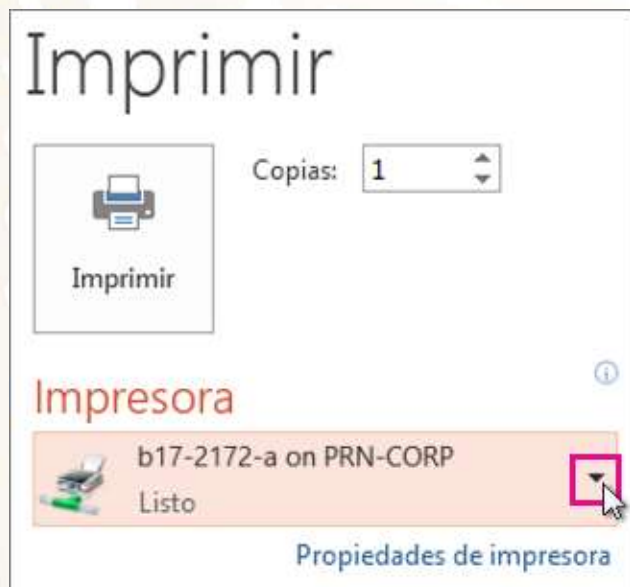 Imprimir
Copias: 1
Imprimir
Impresora
b17-2172-a on PRN-CORP
Listo
Propiedades de impresora